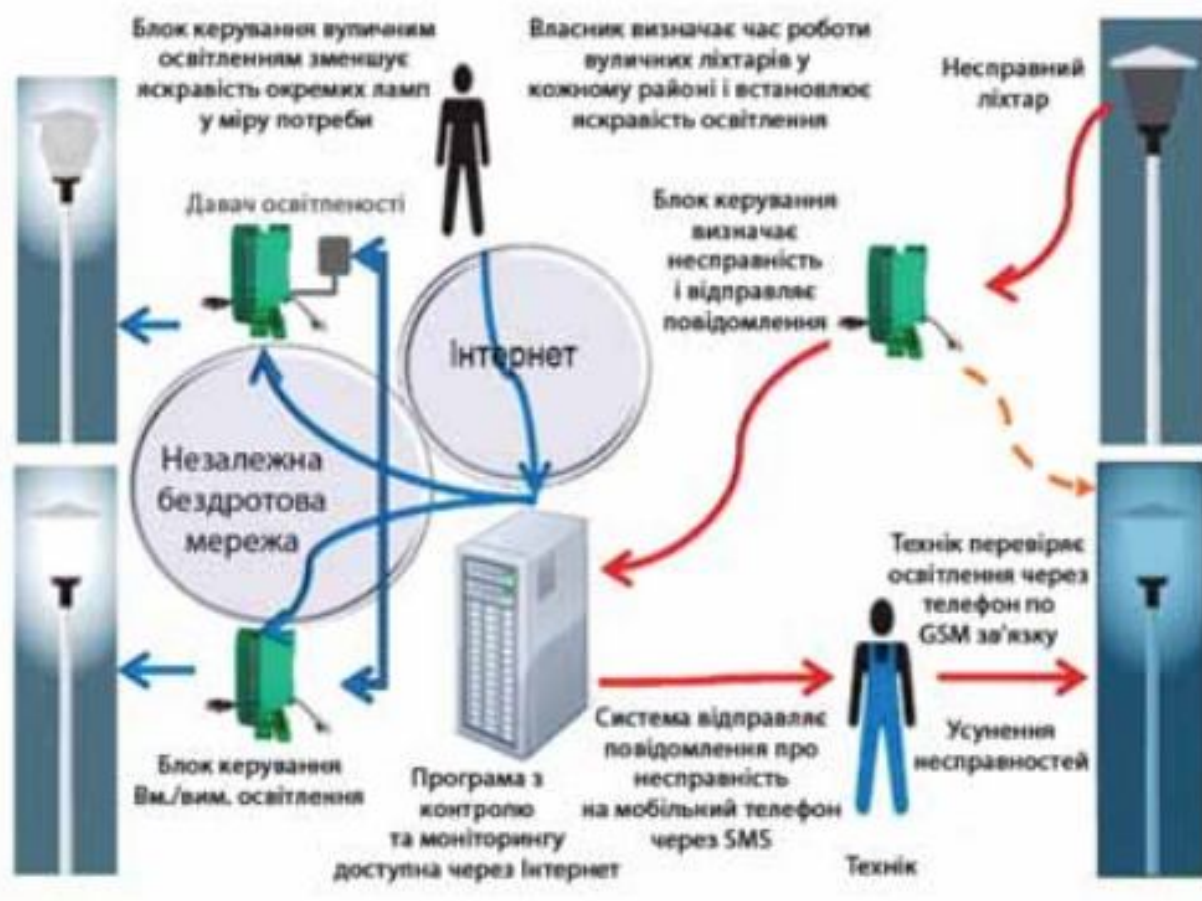 Блок керування вуличним
освітленням зменшує
яскравість окремих ламп
у міру потреби
Власник визначає час роботи
вуличних ліхтарів у
кожному районі і встановлює
яскравість освітлення
Несправний
ліхтар
Давач освітленості
Блок керування
визначає
несправність
і відправляє
повідомлення
Інтернет
Незалежна
бездротова
мережа
Технік перевіряє
освітлення через
телефон по
GSM зв'язку
Блок керування
Вм./вим. освітлення
Програма з
контролю
та моніторингу
доступна через Інтернет
Система відправляє
повідомлення про
несправність
на мобільний телефон
через SMS
Усунення
несправностей
Технік